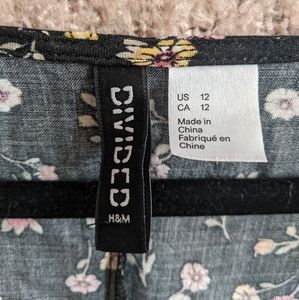 DIVIDED
H&M
US 12
CA 12
Made in
China
Fabriqué en
Chine